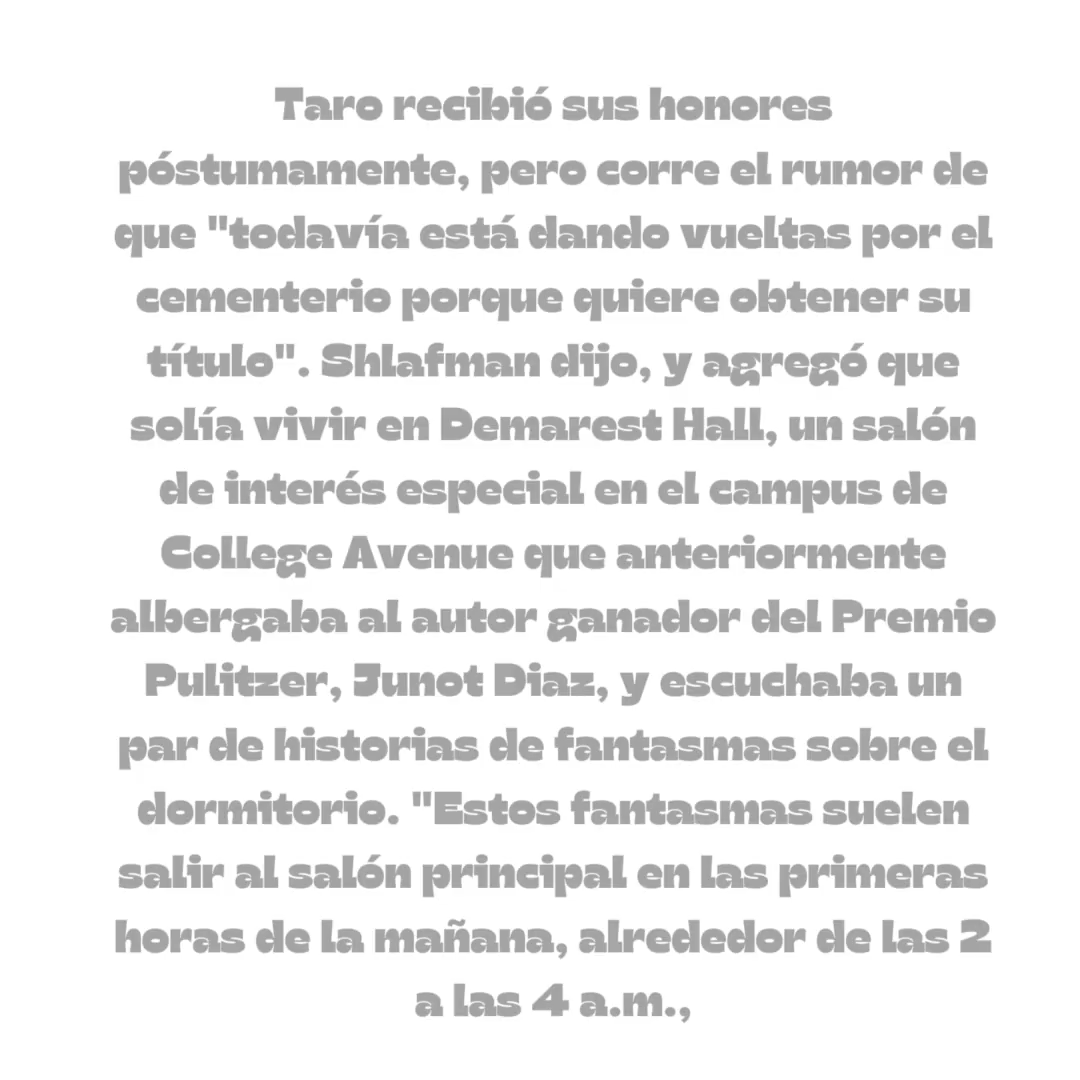 Taro recibió sus honores
póstumamente, pero corre el rumor de
que "todavía está dando vueltas por el
cementerio porque quiere obtener su
título". Shlafman dijo, y agregó que
solía vivir en Demarest Hall, un salón
de interés especial en el campus de
College Avenue que anteriormente
albergaba al autor ganador del Premio
Pulitzer, Junot Diaz, y escuchaba un
par de historias de fantasmas sobre el
dormitorio. "Estos fantasmas suelen
salir al salón principal en las primeras
horas de la mañana, alrededor de las 2
a las 4 a.m.,